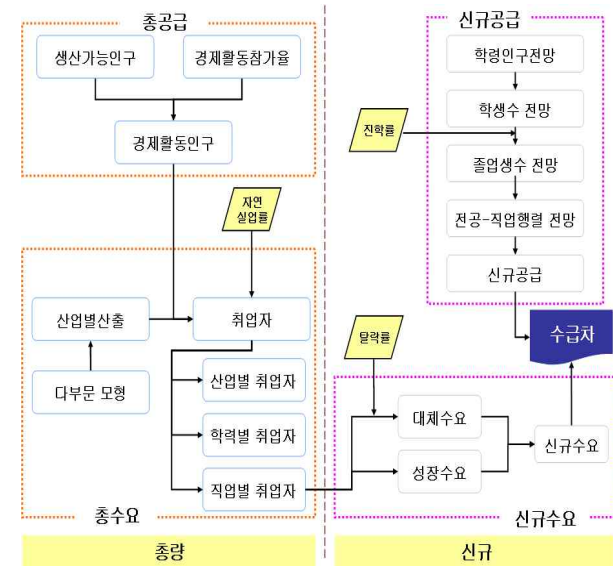 총공급
생산가능인구
경제활동참가율
경제활동인구
자연
실업률
산업별산출
취업자
다부문 모형
산업별 취업자
학력별 취업자
직업별 취업자
총수요
총량
신규공급
학령인구전망
학생수 전망
진학률
졸업생수 전망
전공-직업행렬 전망
신규공급
수급차
탈락률
대체수요
신규수요
성장수요
신규수요
신규